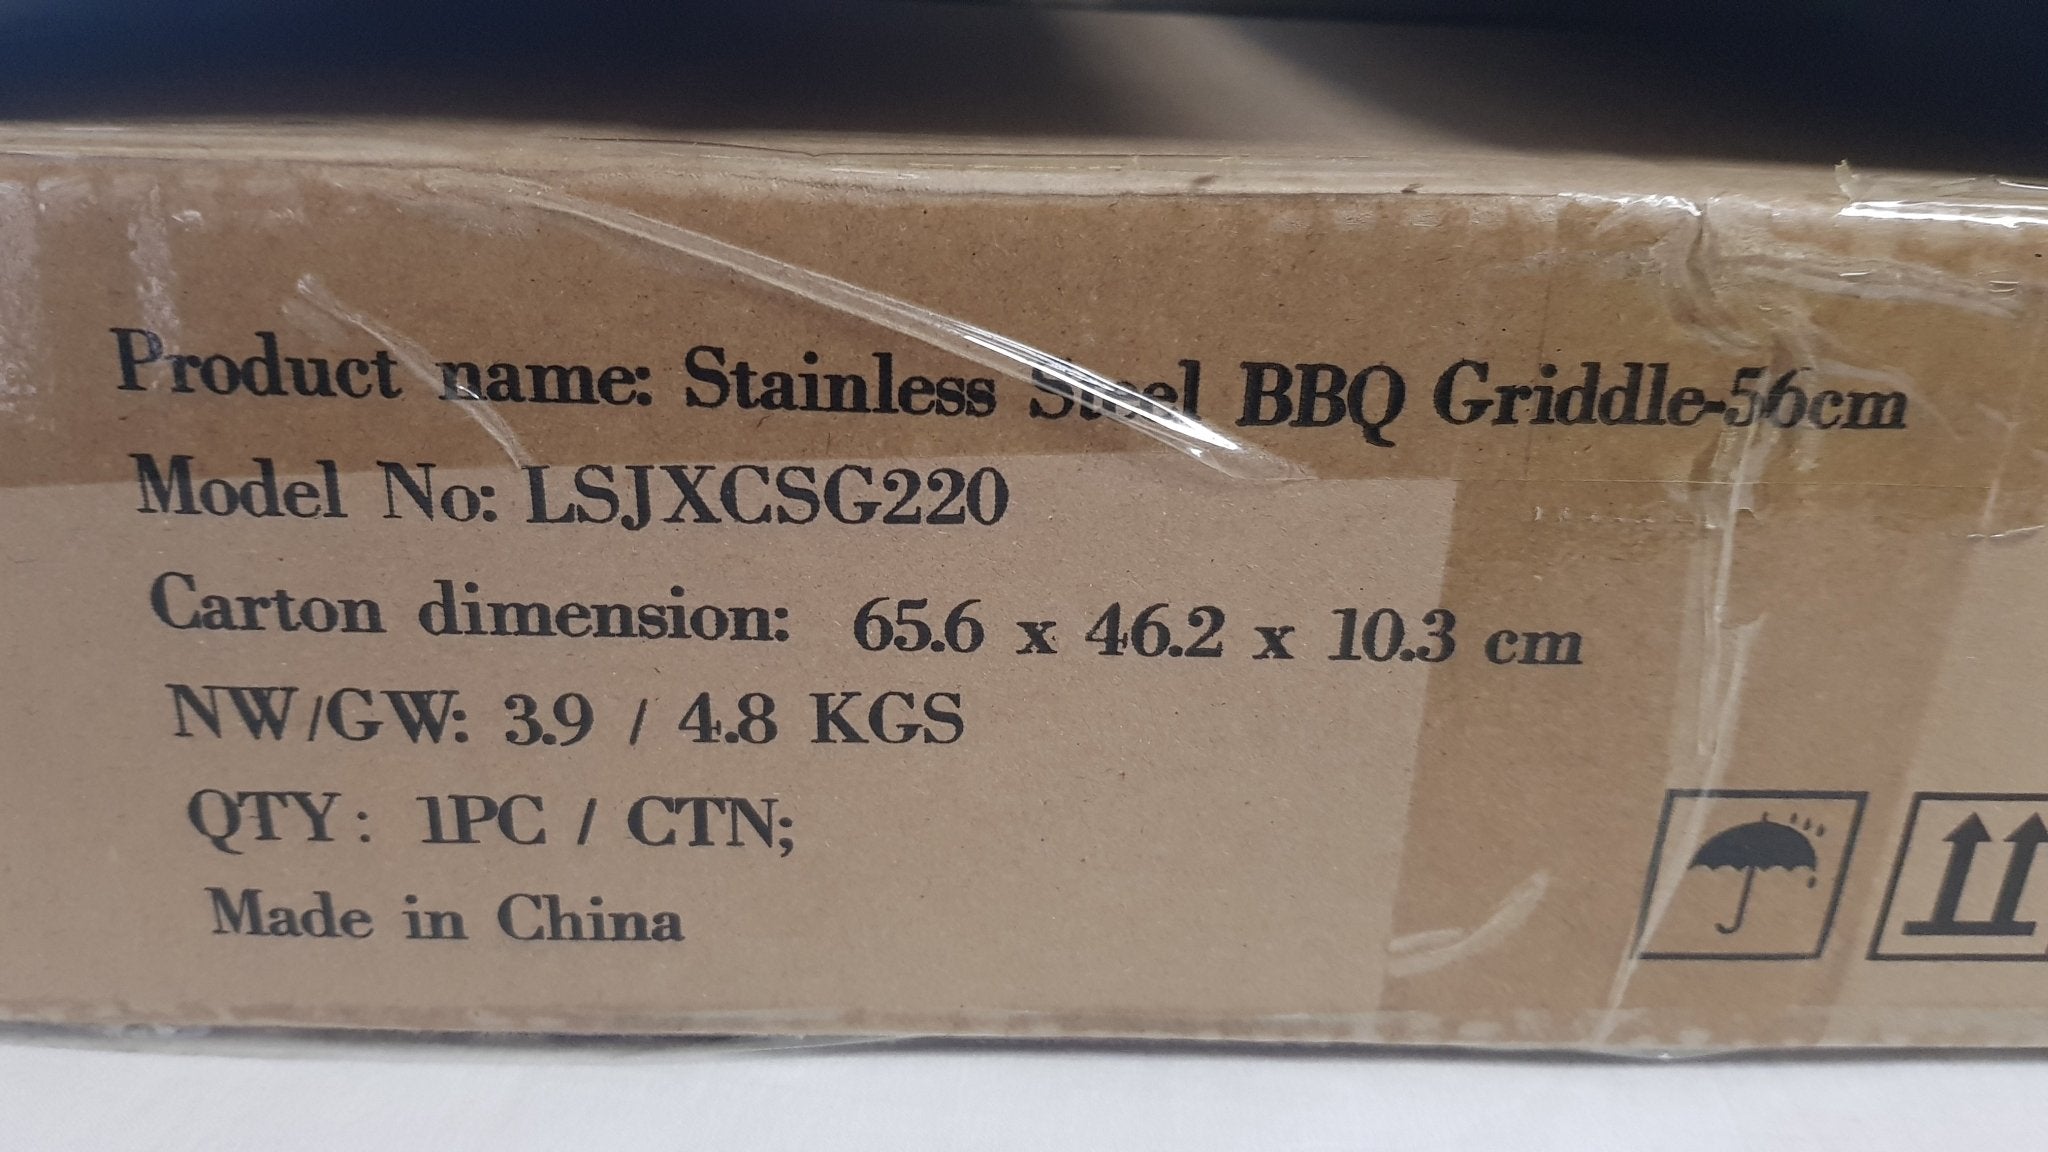 Product name: Stainless Steel BBQ Griddle-56cm
Model No: LSJXCSG220
Carton dimension: 65.6 x 46.2 x 10.3 cm
NW/GW: 3.9 / 4.8 KGS
QTY: 1PC / CTN;
Made in China